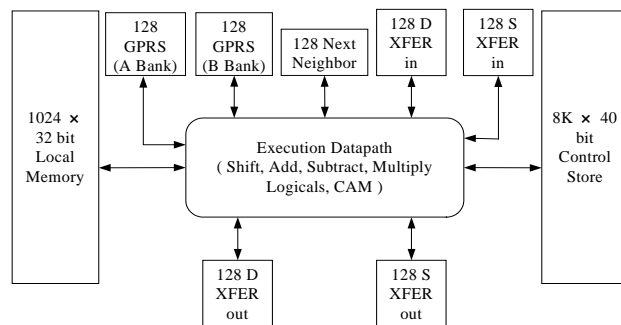 128
GPRS
(A Bank)
128
GPRS
(B Bank)
128 Next
Neighbor
128 D
XFER
in
128 S
XFER
in
1024 ×
32 bit
Local
Memory
Execution Datapath
( Shift, Add, Subtract, Multiply
Logicals, CAM )
8K × 40
bit
Control
Store
128 D
XFER
out
128 S
XFER
out